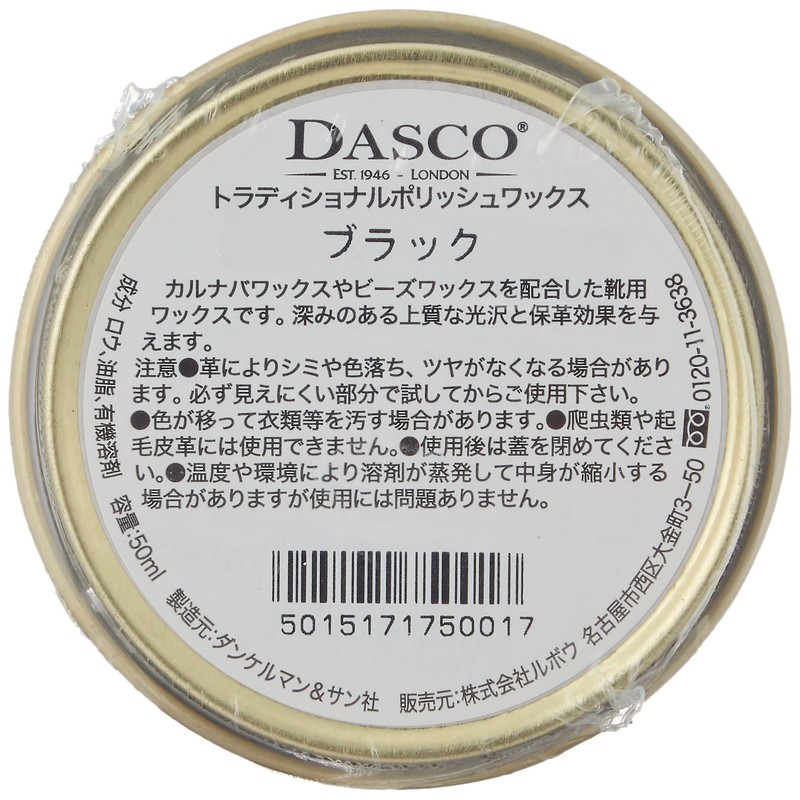 DASCO®
EST. 1946 - LONDON
トラディショナルポリッシュワックス
ブラック
カルナバワックスやビーズワックスを配合した靴用
ワックスです。深みのある上質な光沢と保革効果を与
えます。
注意●革によりシミや色落ち、ツヤがなくなる場合があり
ます。必ず見えにくい部分で試してからご使用下さい。
●色が移って衣類等を汚す場合があります。●爬虫類や起
毛皮革には使用できません。●使用後は蓋を閉めてくださ
い。●温度や環境により溶剤が蒸発して中身が縮小する
場合がありますが使用には問題ありません。
5015171750017
成分 ロウ、油脂、有機溶剤 容量:50ml
製造元:ダンケルマン&サン社
販売元:株式会社ルボウ 名古屋市西区大金町3−50 0120-11-3638